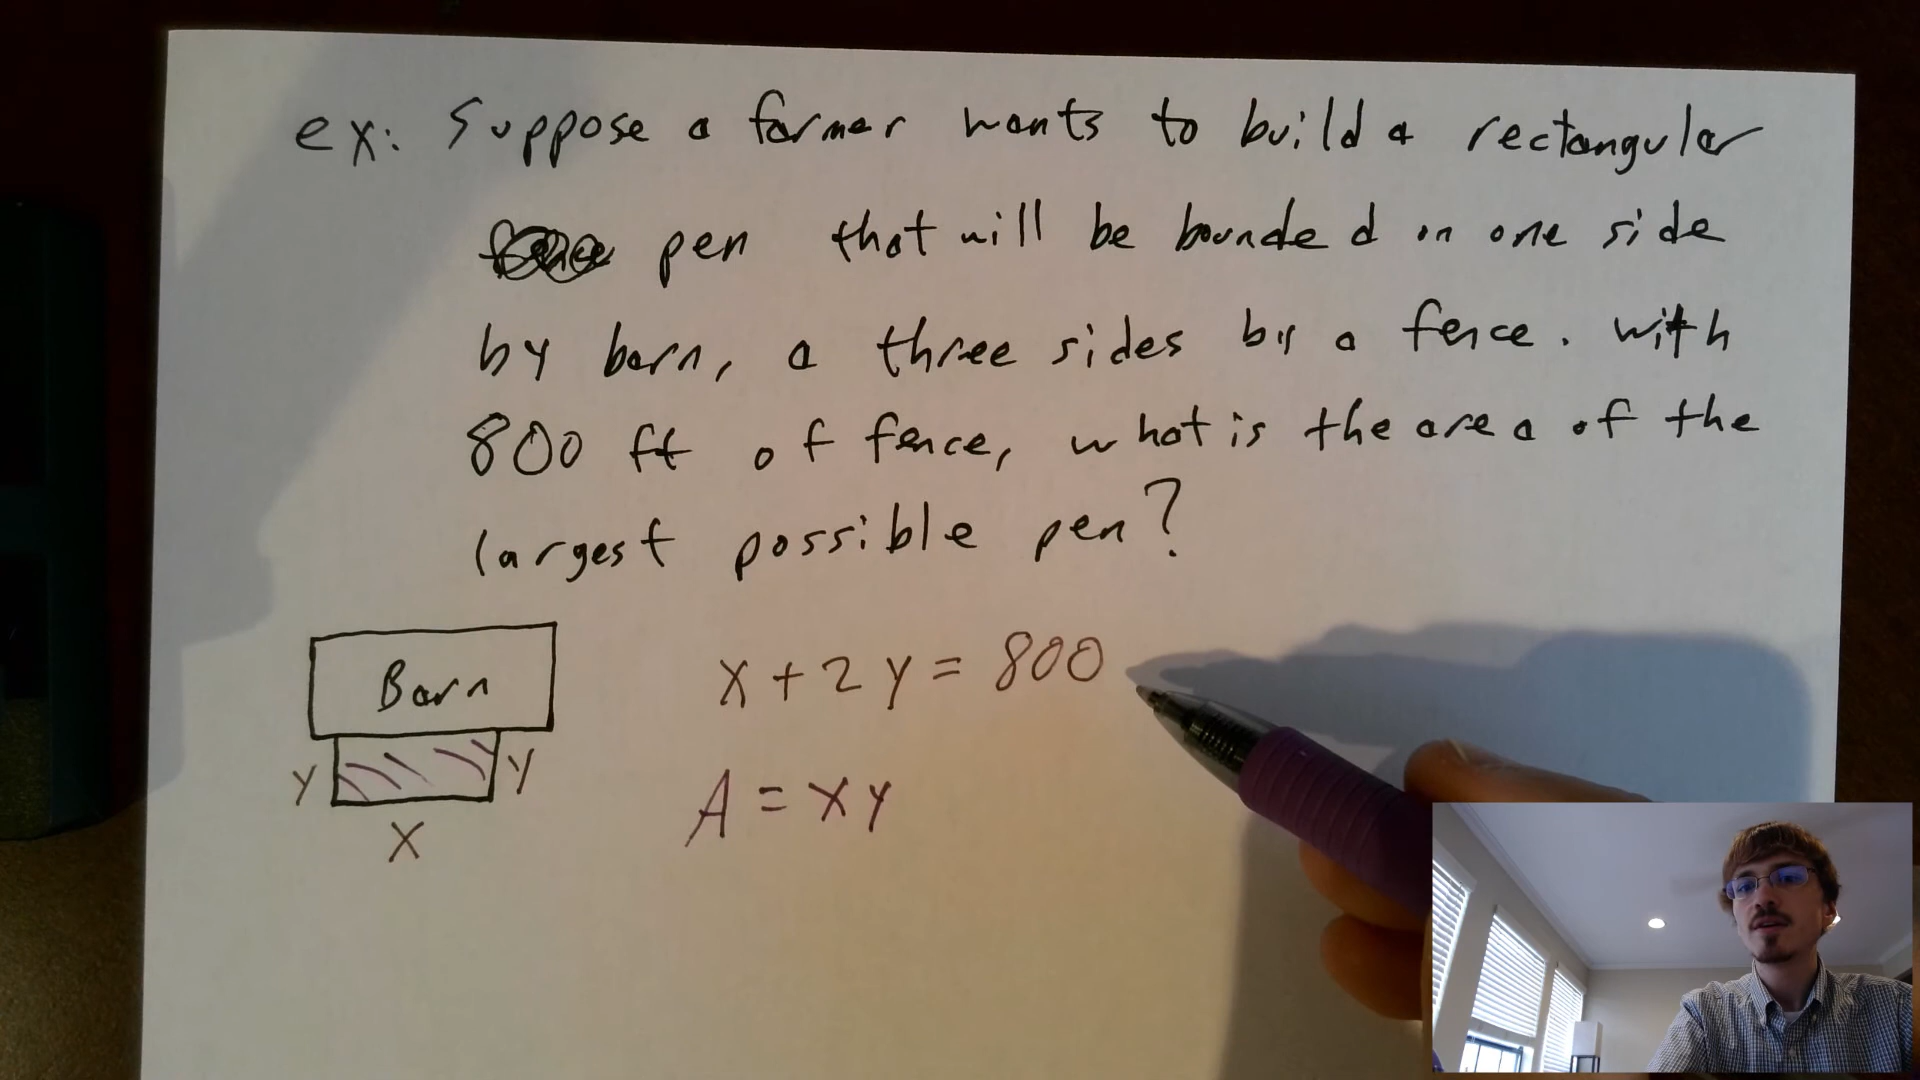 ex: Suppose a farmer wants to build a rectangular
pen that will be bounded on one side
by barn, a three sides by a fence. with
800 ft of fence, what is the area of the
largest possible pen?
Barn
x + 2y = 800
y y
A = xy
x